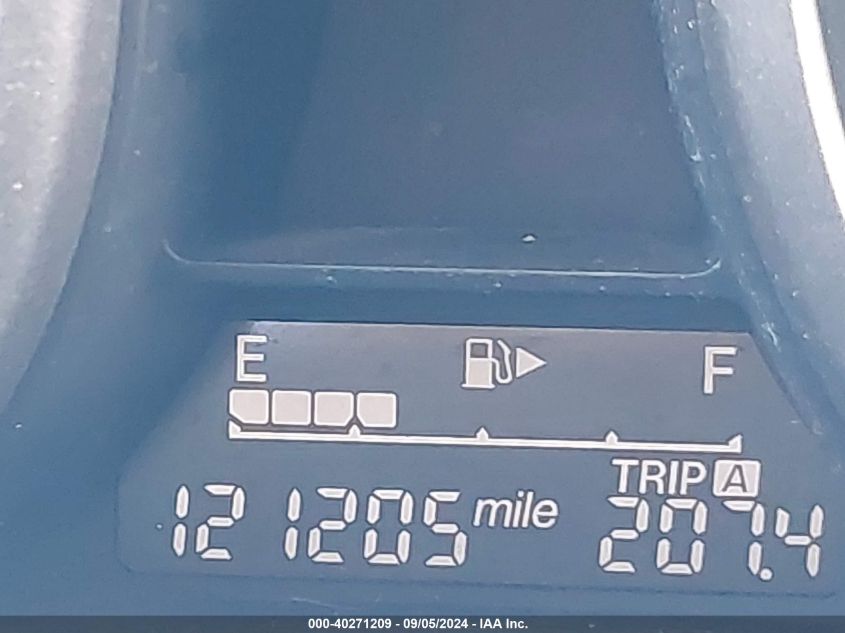 E F
TRIP A
121205 mile 207.4
000-40271209 - 09/05/2024 - IAA Inc.